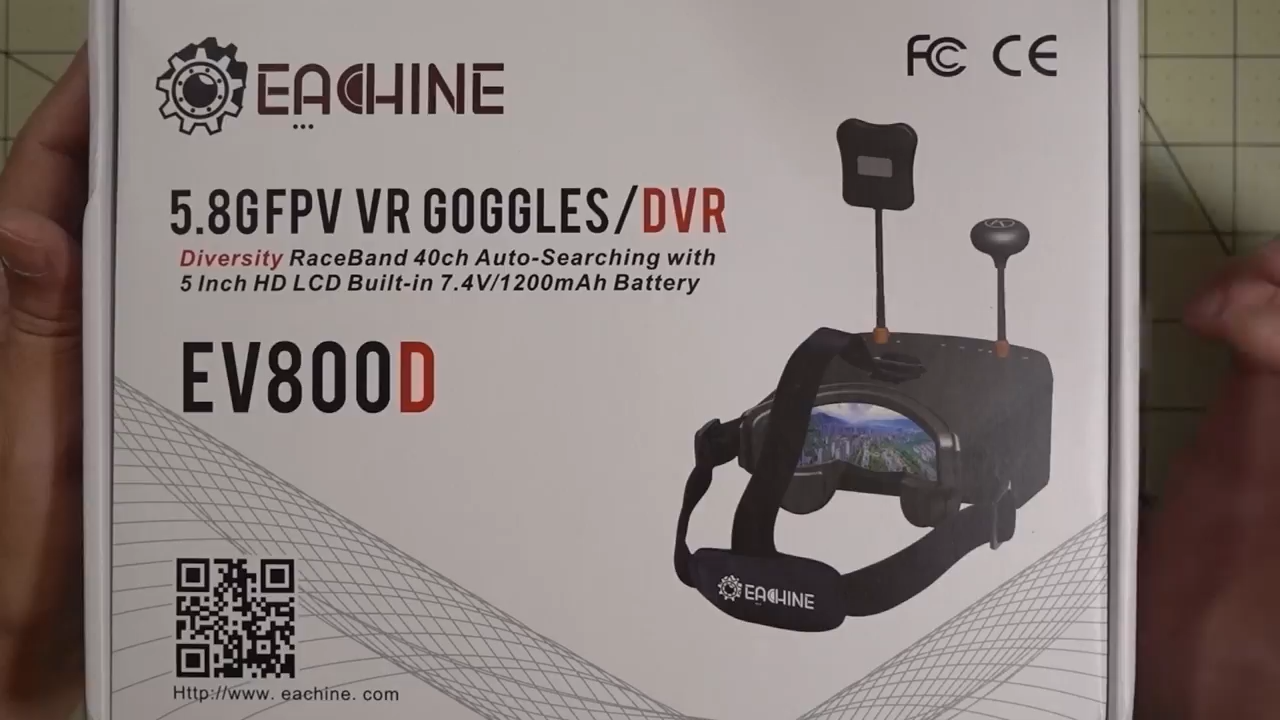 EACHINE
FC CE
5.8GFPV VR GOGGLES/DVR
Diversity RaceBand 40ch Auto-Searching with
5 Inch HD LCD Built-in 7.4V/1200mAh Battery
EV800D
EACHINE
Http://www. eachine. com